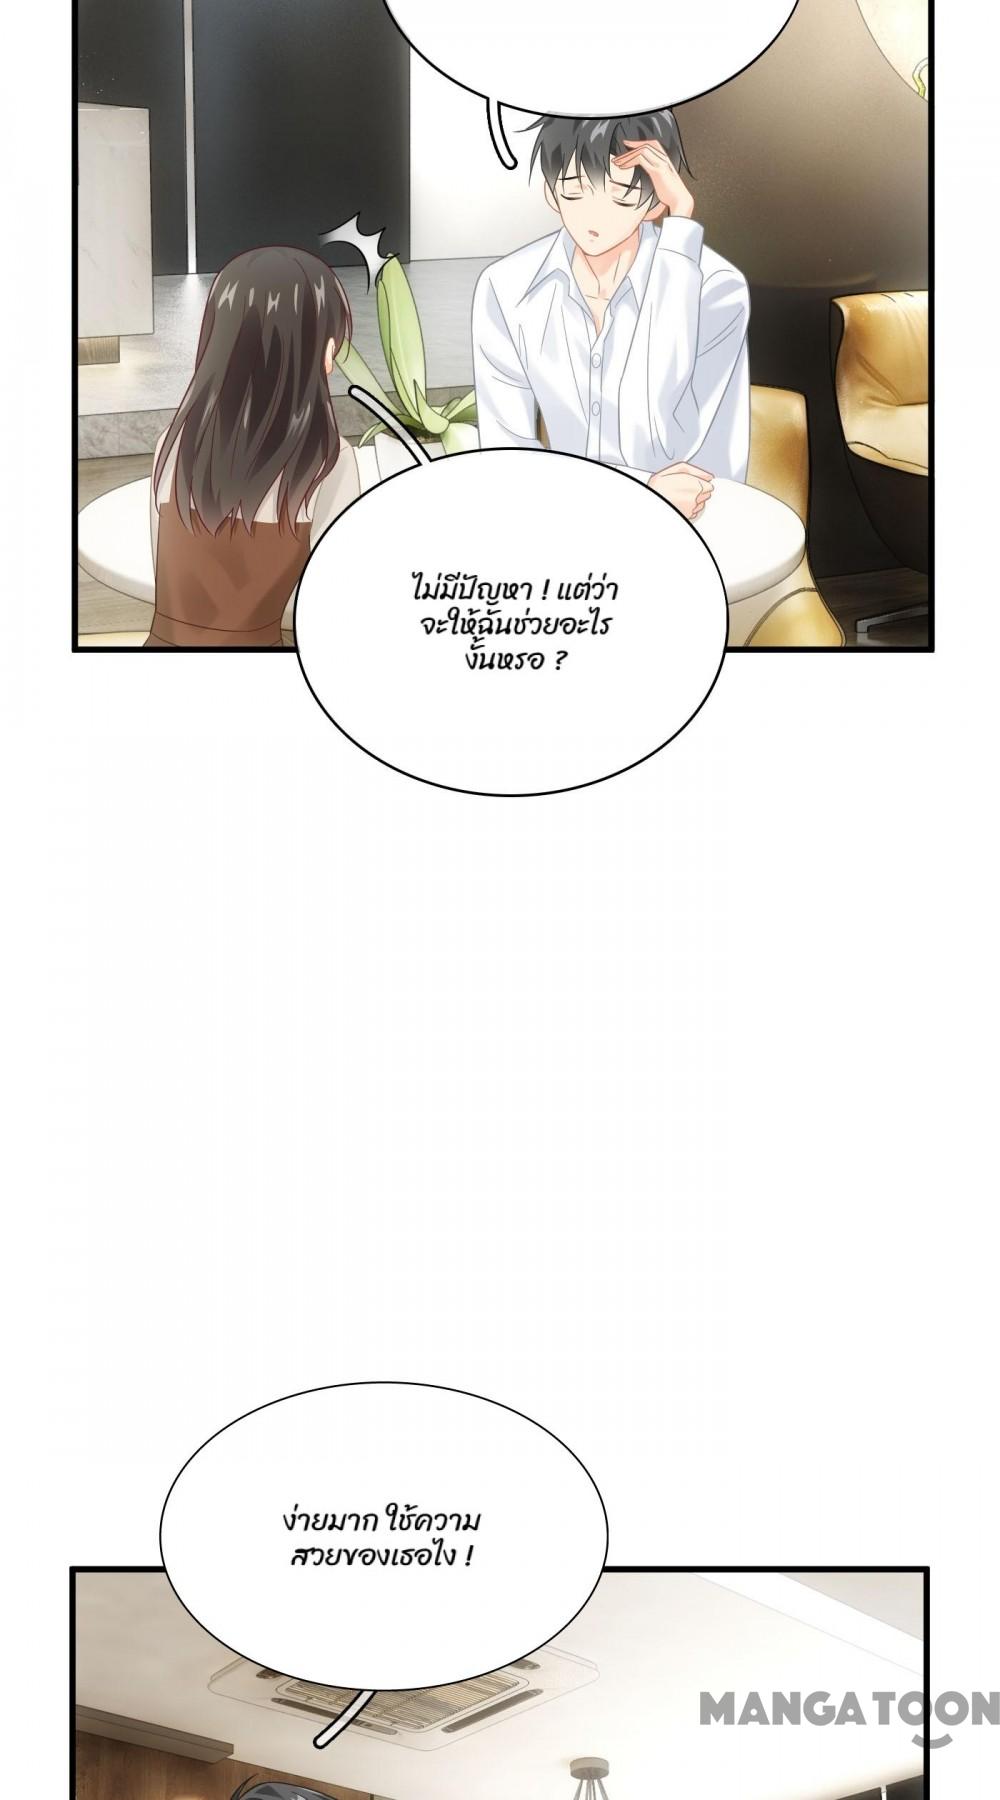 ไม่มีปัญหา ! แต่ว่า
จะให้ฉันช่วยอะไร
งั้นหรอ ?
ง่ายมาก ใช้ความ
สวยของเธอไง !
MANGATOON